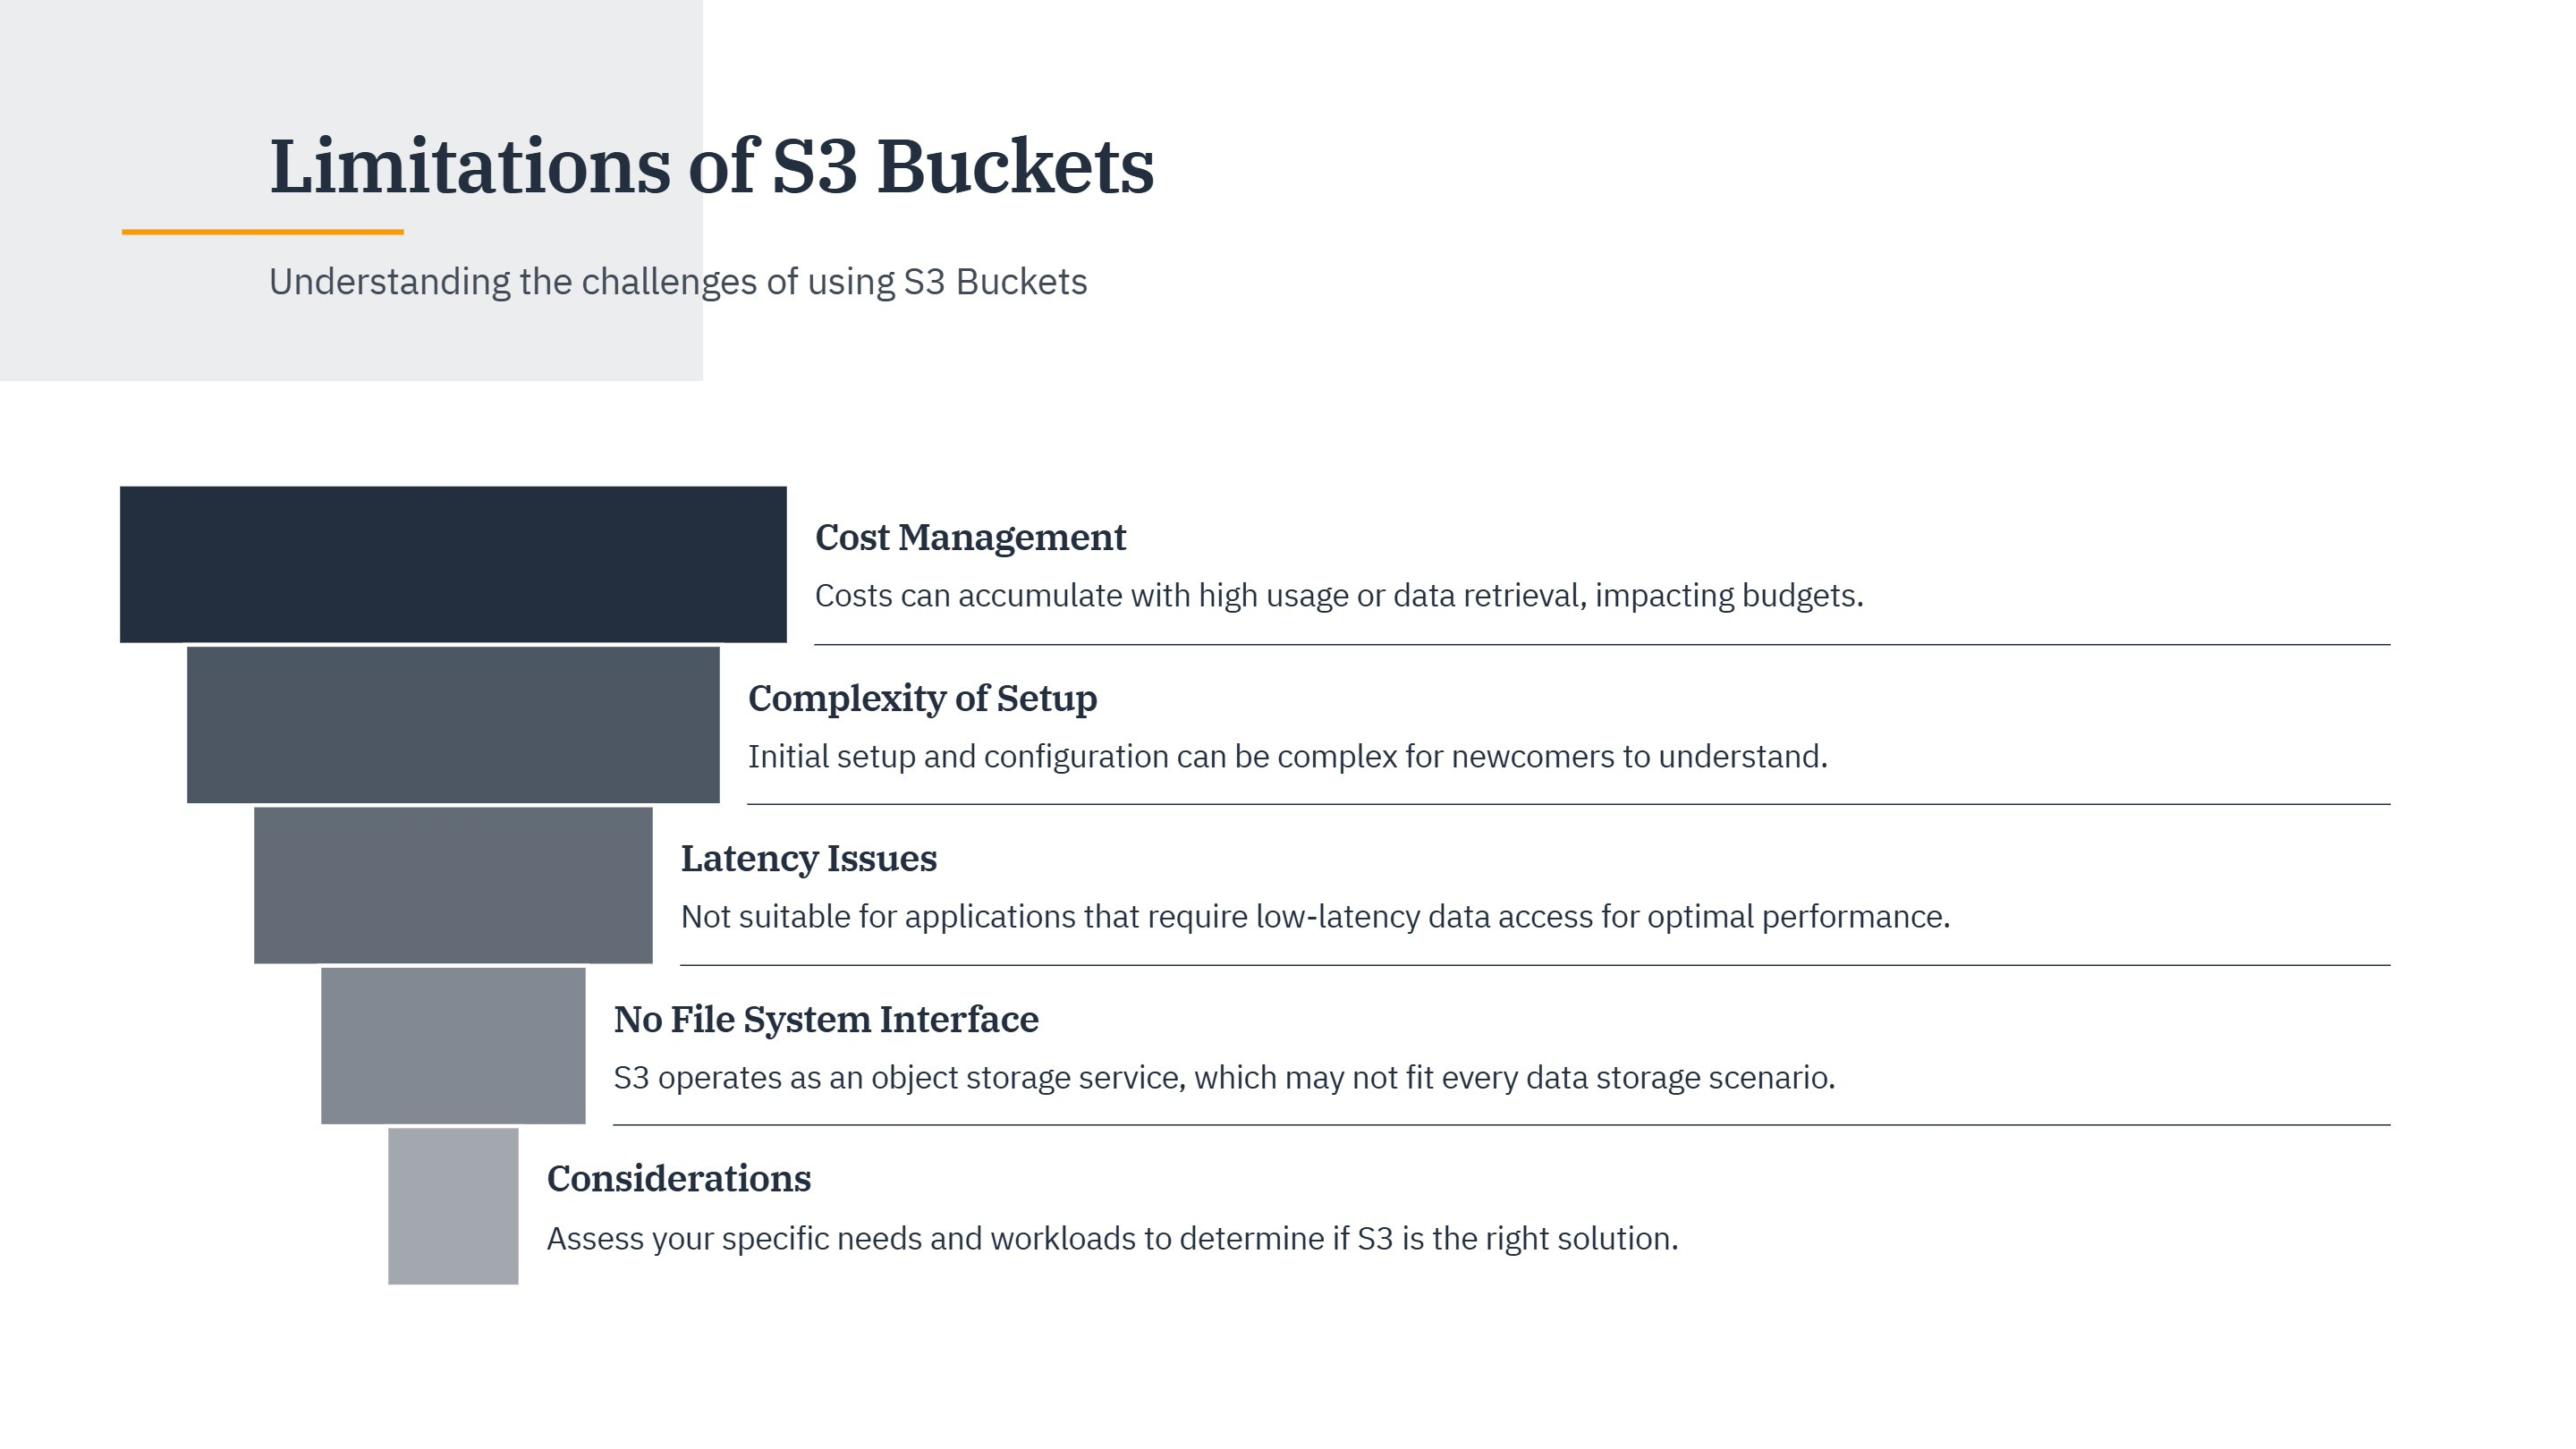 Limitations of S3 Buckets
Understanding the challenges of using S3 Buckets
Cost Management
Costs can accumulate with high usage or data retrieval, impacting budgets.
Complexity of Setup
Initial setup and configuration can be complex for newcomers to understand.
Latency Issues
Not suitable for applications that require low-latency data access for optimal performance.
No File System Interface
S3 operates as an object storage service, which may not fit every data storage scenario.
Considerations
Assess your specific needs and workloads to determine if S3 is the right solution.